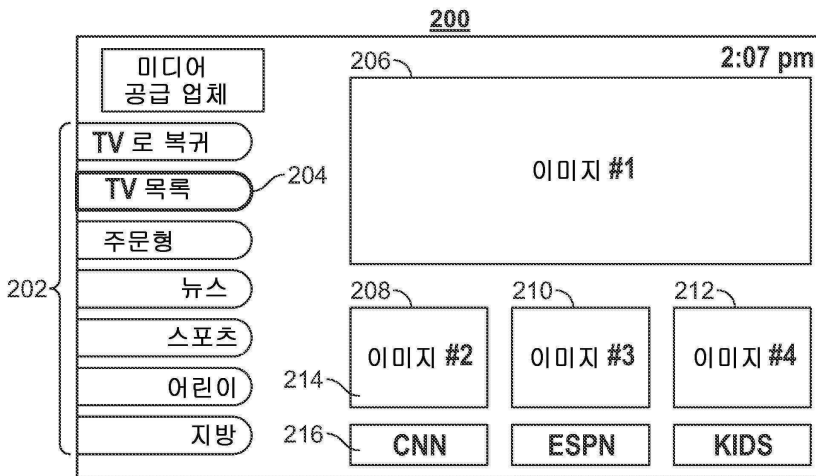 200
미디어
공급 업체
206
2:07 pm
TV 로 복귀
TV 목록
204
주문형
뉴스
스포츠
어린이
지방
202
이미지 #1
208
210
212
이미지 #2
이미지 #3
이미지 #4
214
216
CNN
ESPN
KIDS